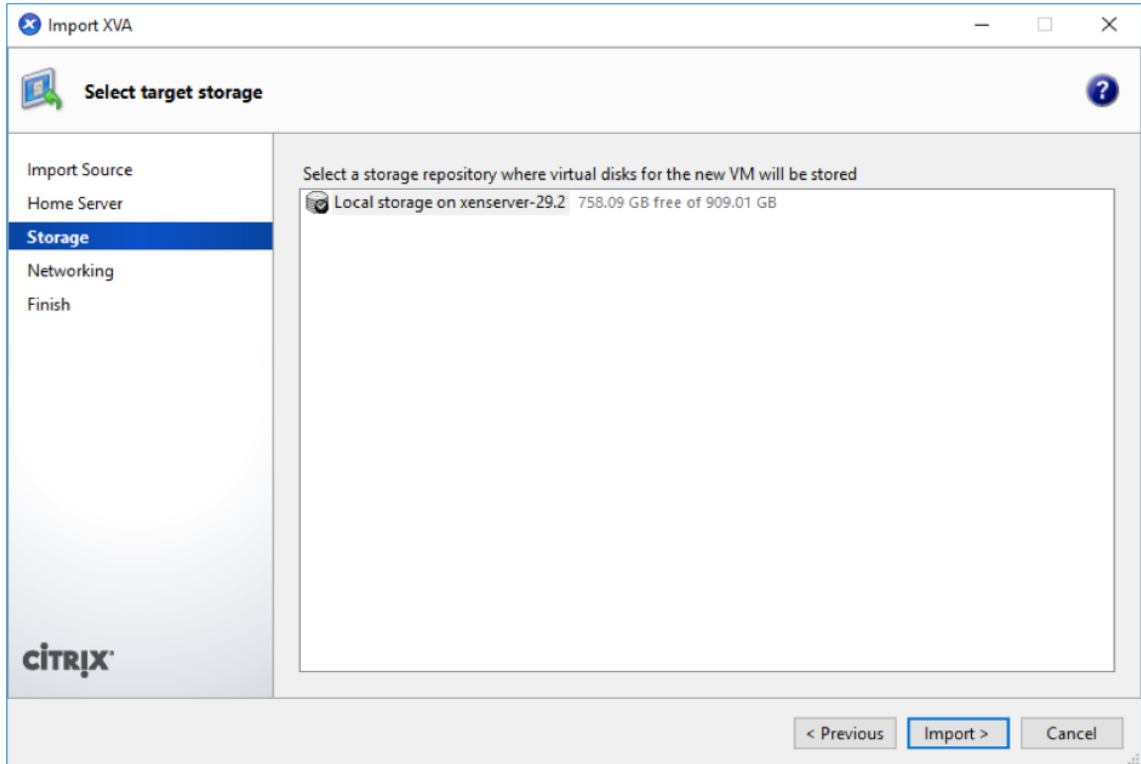 Import XVA
Select target storage
?
Import Source
Home Server
Storage
Networking
Finish
Select a storage repository where virtual disks for the new VM will be stored
Local storage on xenserver-29.2 758.09 GB free of 909.01 GB
CİTRIX
< Previous
Import >
Cancel